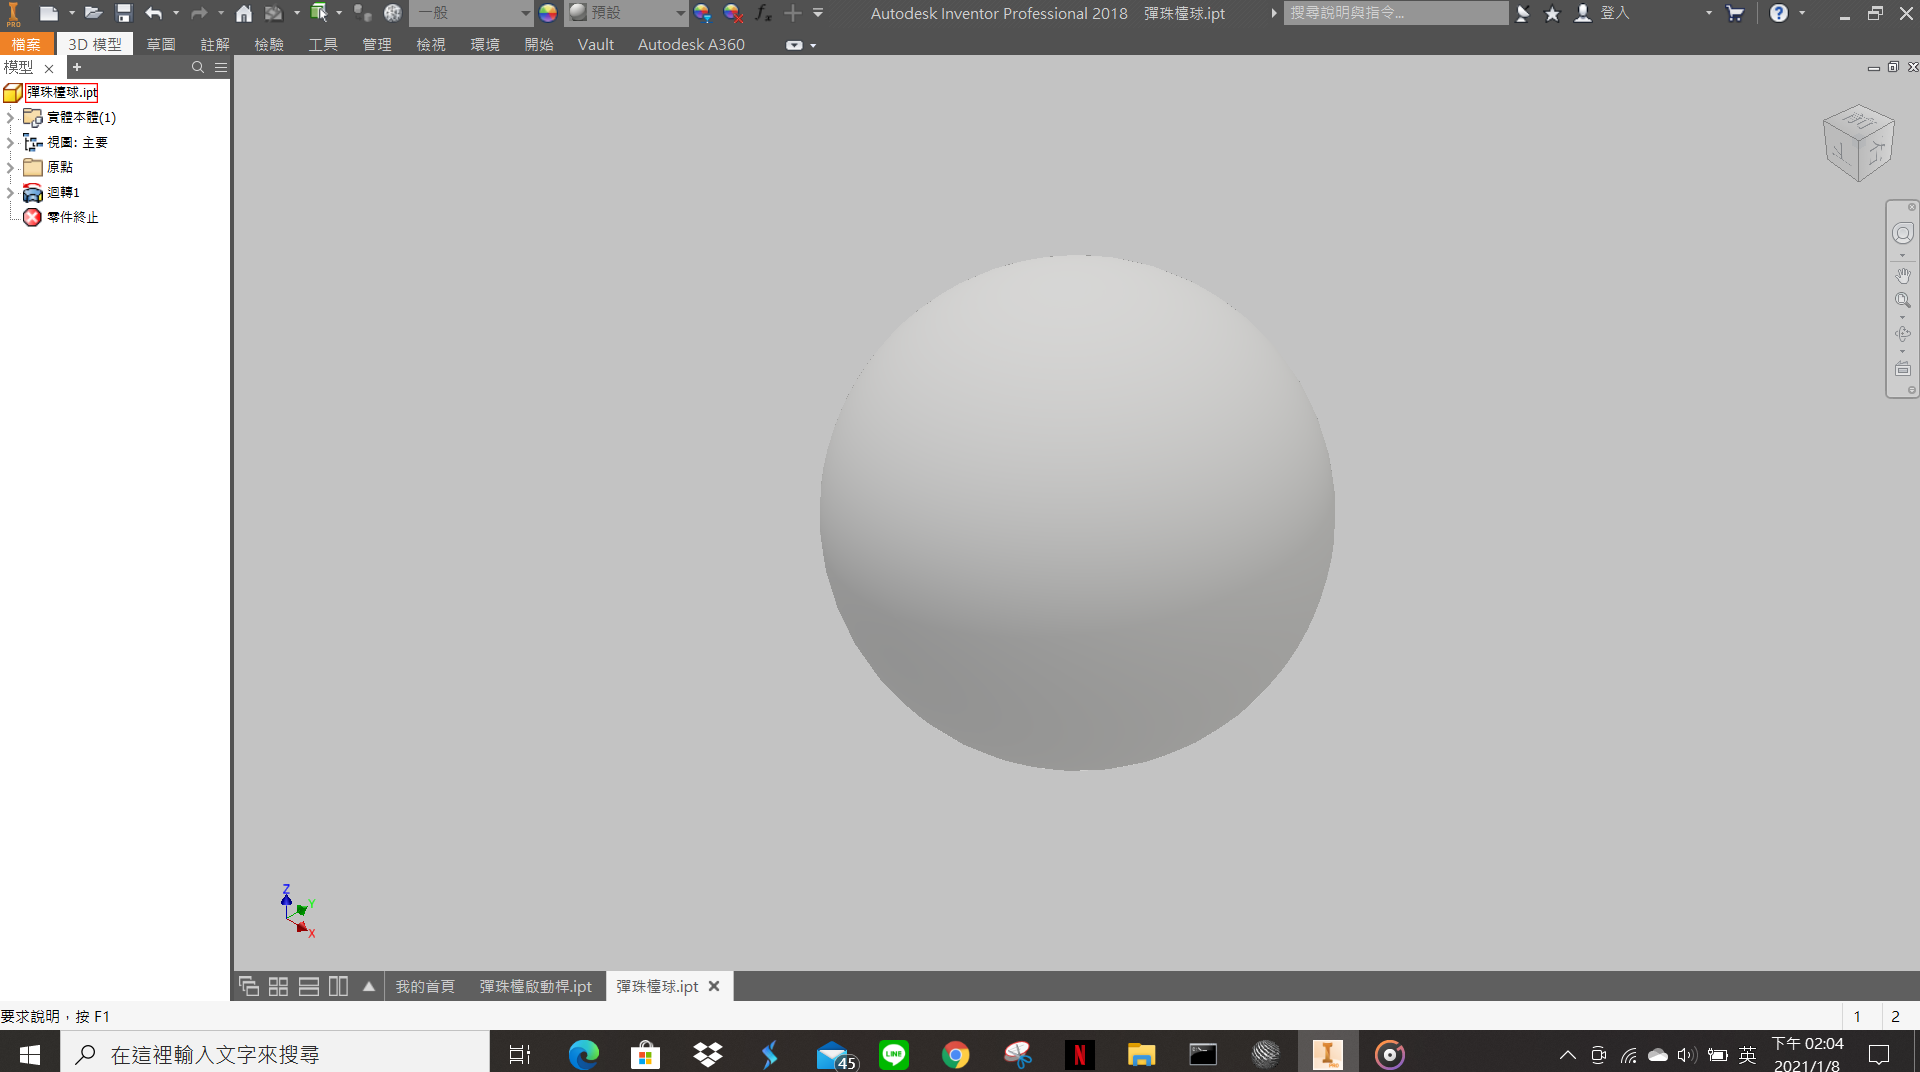 PRO
一般
預設
Autodesk Inventor Professional 2018 彈珠檯球.ipt
搜尋說明與指令...
登入
檔案 3D 模型 草圖 註解 檢驗 工具 管理 檢視 環境 開始 Vault Autodesk A360
模型
彈珠檯球.ipt
實體本體(1)
視圖: 主要
原點
迴轉1
零件終止
Z
Y
X
我的首頁 彈珠檯啟動桿.ipt 彈珠檯球.ipt
要求說明，按 F1
1 2
在這裡輸入文字來搜尋
45
LINE
N
PRO
英
下午 02:04
2021/1/8